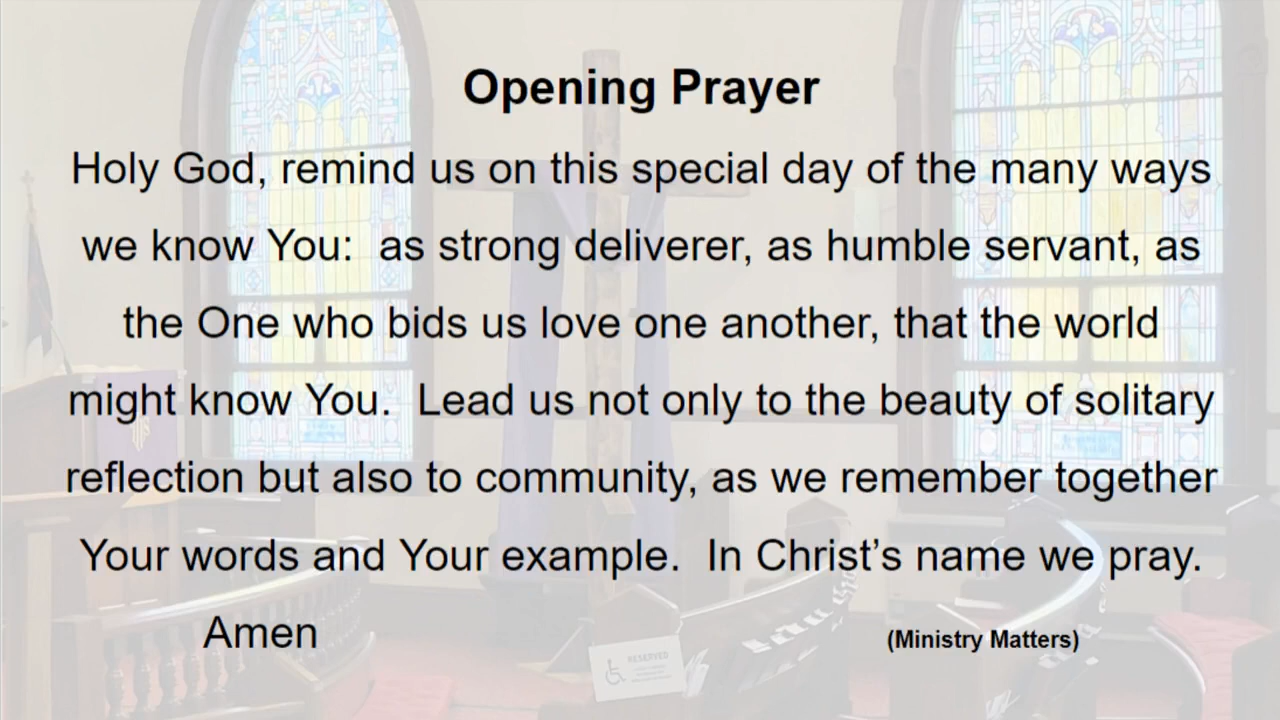 Opening Prayer
Holy God, remind us on this special day of the many ways
we know You:  as strong deliverer, as humble servant, as
the One who bids us love one another, that the world
might know You.  Lead us not only to the beauty of solitary
reflection but also to community, as we remember together
Your words and Your example.  In Christ’s name we pray.
Amen (Ministry Matters)
RESERVED